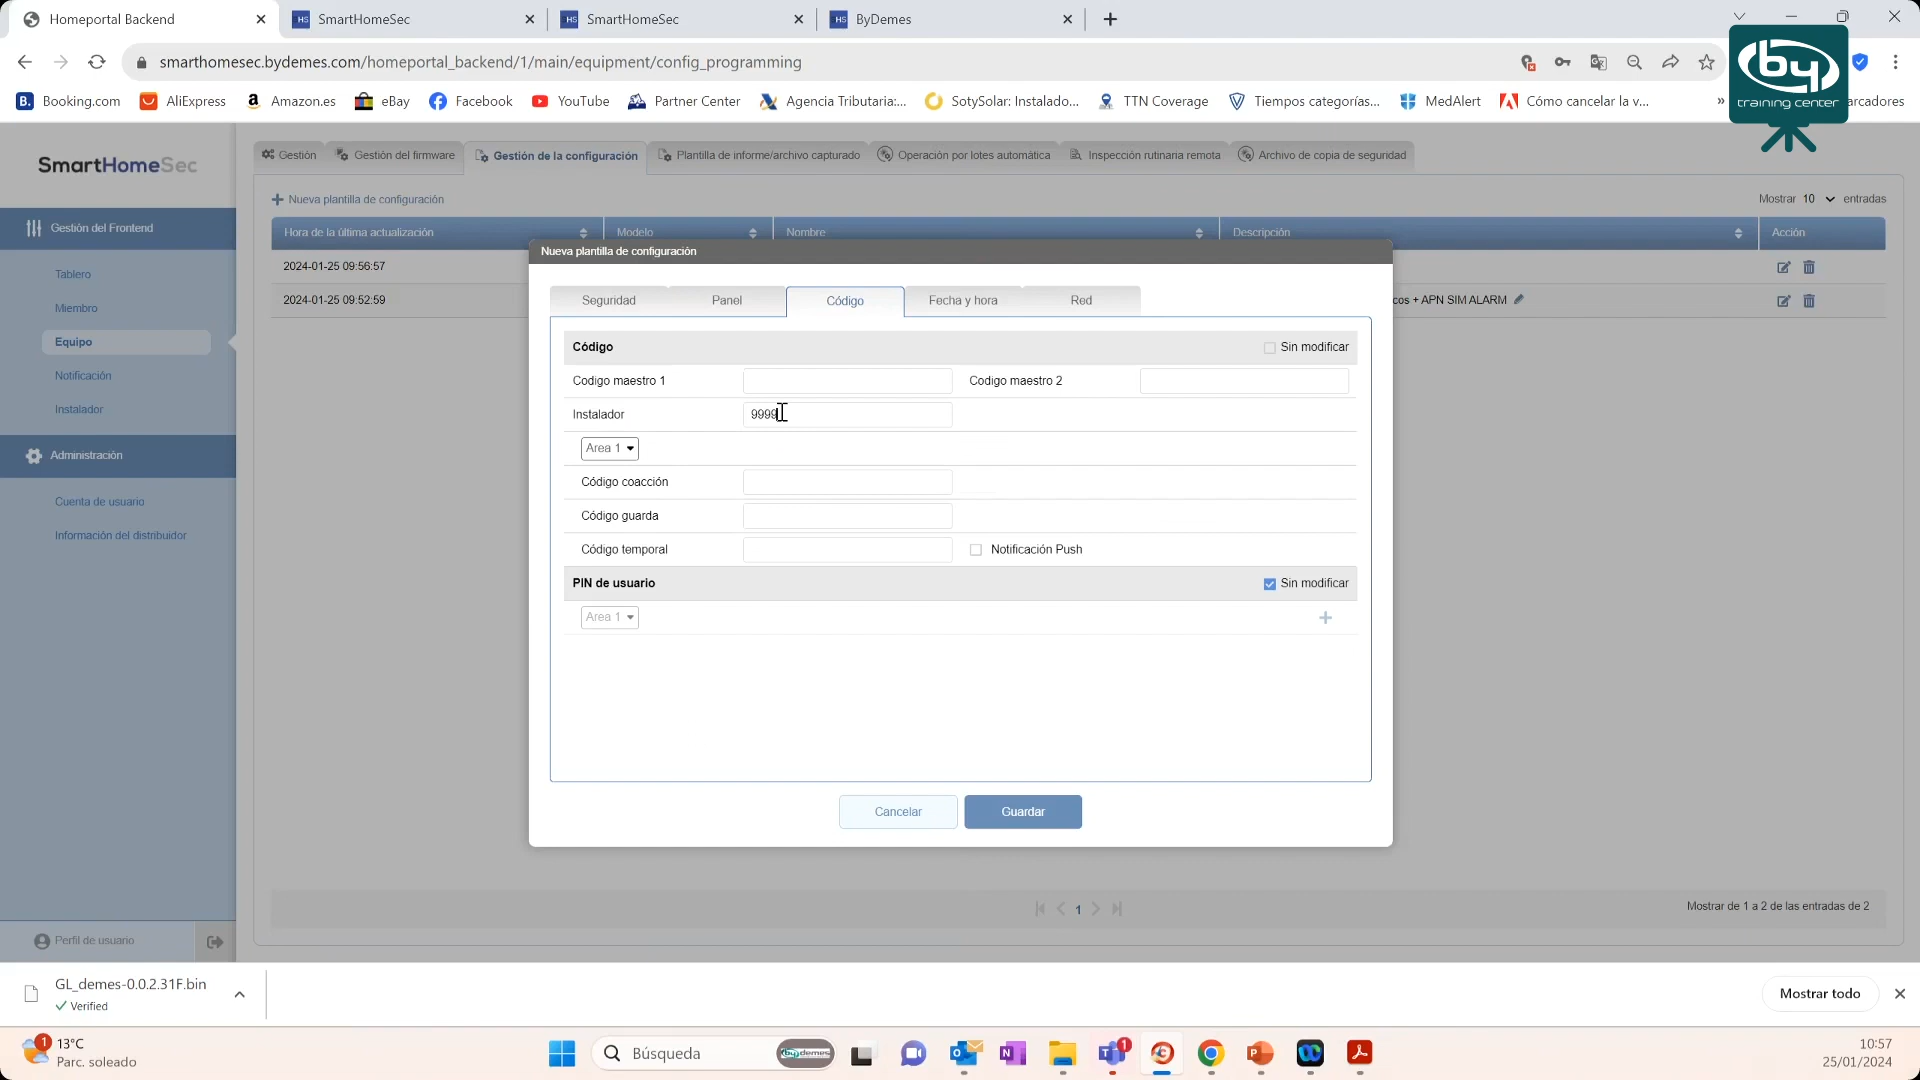 Homeportal Backend
SmartHomeSec
SmartHomeSec
ByDemes
smarthomesec.bydemes.com/homeportal_backend/1/main/equipment/config_programming
Booking.com
AliExpress
Amazon.es
eBay
Facebook
YouTube
Partner Center
Agencia Tributaria:...
SotySolar: Instalado...
TTN Coverage
Tiempos categorías...
MedAlert
Cómo cancelar la v...
»
arcadores
by
training center
SmartHomeSec
Gestión
Gestión del firmware
Gestión de la configuración
Plantilla de informe/archivo capturado
Operación por lotes automática
Inspección rutinaria remota
Archivo de copia de seguridad
Nueva plantilla de configuración
Mostrar 10 entradas
Gestión del Frontend
Tablero
Miembro
Equipo
Notificación
Instalador
Administración
Cuenta de usuario
Información del distribuidor
Perfil de usuario
Hora de la última actualización
Modelo
Nombre
Descripción
Acción
2024-01-25 09:56:57
2024-01-25 09:52:59
cos + APN SIM ALARM
Nueva plantilla de configuración
Seguridad
Panel
Código
Fecha y hora
Red
Código
Sin modificar
Codigo maestro 1
Codigo maestro 2
Instalador
9999
Area 1
Código coacción
Código guarda
Código temporal
Notificación Push
PIN de usuario
Sin modificar
Area 1
Cancelar
Guardar
1
Mostrar de 1 a 2 de las entradas de 2
GL_demes-0.0.2.31F.bin
Verified
Mostrar todo
1
13°C
Parc. soleado
Búsqueda
by demes
1
10:57
25/01/2024